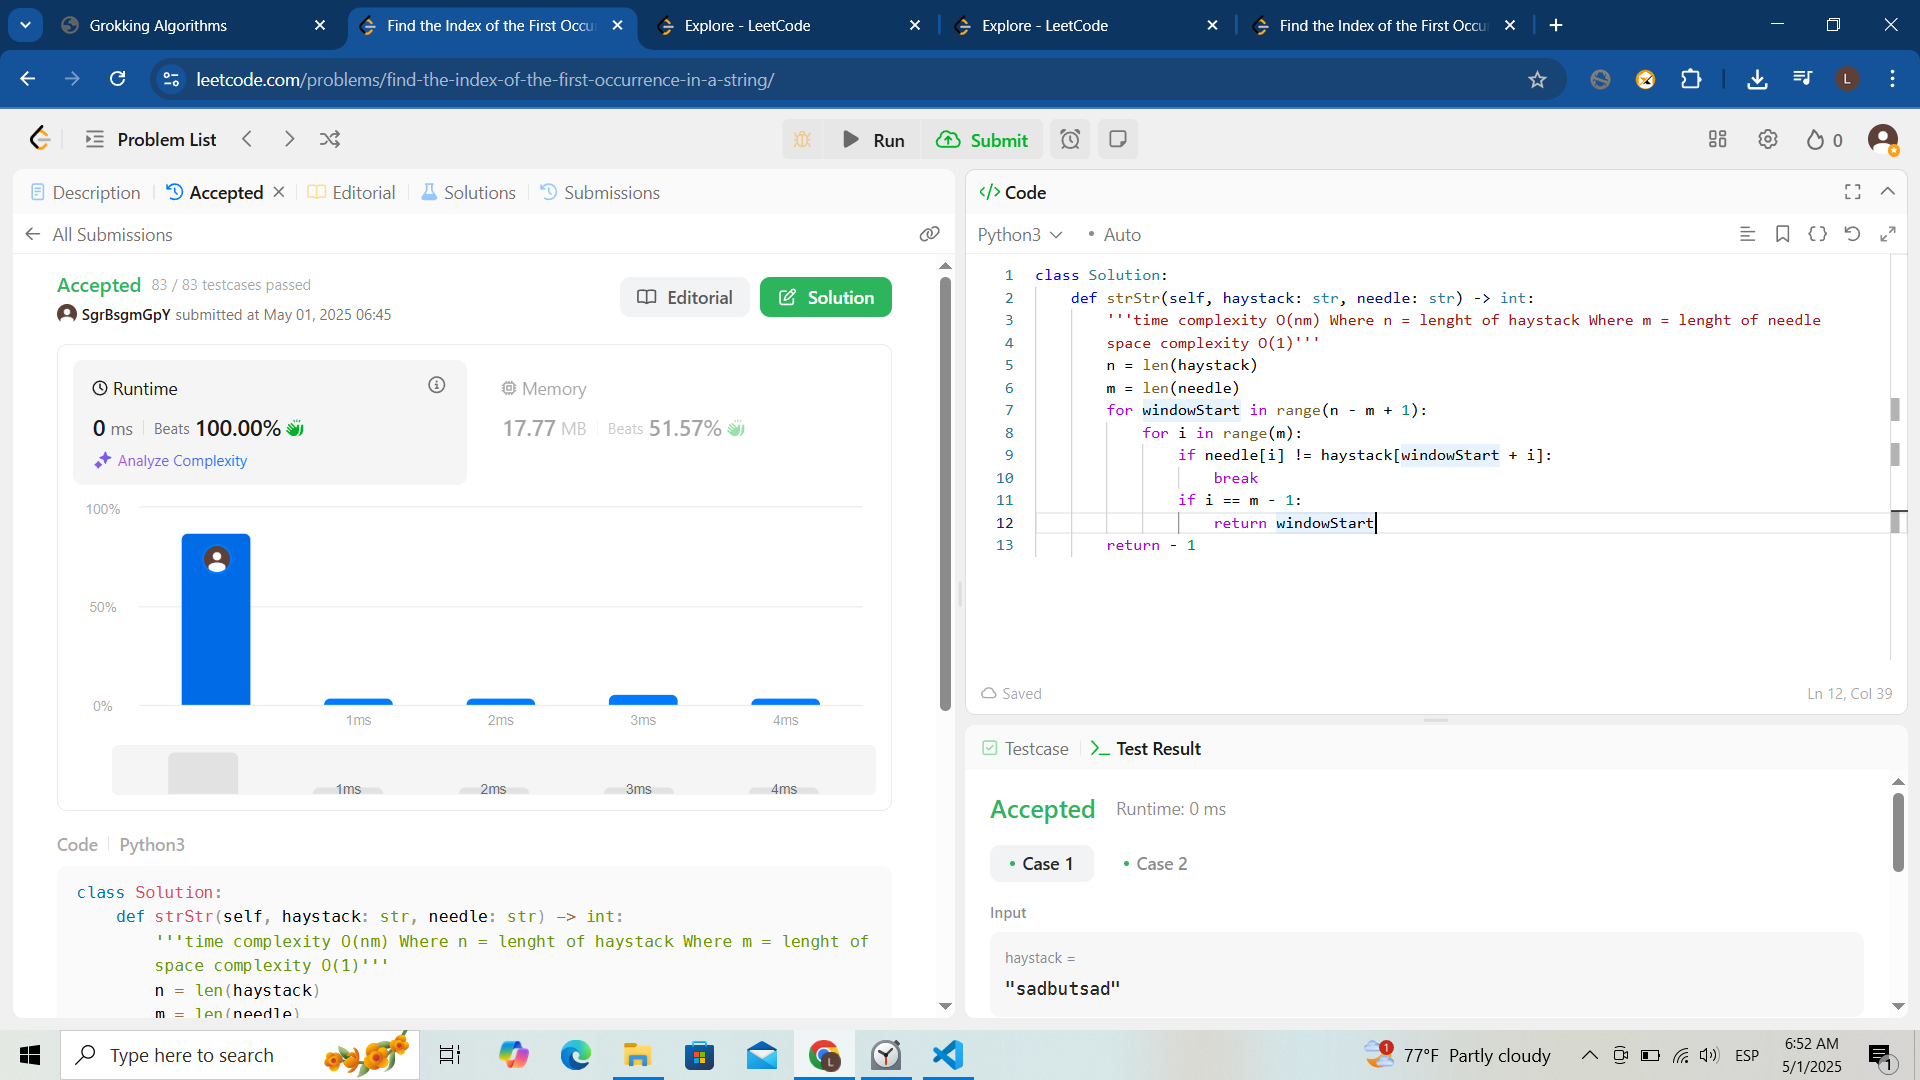 Grokking Algorithms
Find the Index of the First Occu
Explore - LeetCode
Explore - LeetCode
Find the Index of the First Occu
leetcode.com/problems/find-the-index-of-the-first-occurrence-in-a-string/
L
Problem List
Run
Submit
0
Description
Accepted
Editorial
Solutions
Submissions
All Submissions
Accepted 83 / 83 testcases passed
SgrBsgmGpY submitted at May 01, 2025 06:45
Editorial
Solution
Runtime
0 ms Beats 100.00%
Analyze Complexity
Memory
17.77 MB Beats 51.57%
100%
50%
0%
1ms 2ms 3ms 4ms
1ms 2ms 3ms 4ms
Code Python3
class Solution:
def strStr(self, haystack: str, needle: str) -> int:
'''time complexity O(nm) Where n = lenght of haystack Where m = lenght of
space complexity O(1)'''
n = len(haystack)
m = len(needle)
</> Code
Python3 • Auto
1 class Solution:
2 def strStr(self, haystack: str, needle: str) -> int:
3 '''time complexity O(nm) Where n = lenght of haystack Where m = lenght of needle
4 space complexity O(1)'''
5 n = len(haystack)
6 m = len(needle)
7 for windowStart in range(n - m + 1):
8 for i in range(m):
9 if needle[i] != haystack[windowStart + i]:
10 break
11 if i == m - 1:
12 return windowStart
13 return - 1
Saved
Ln 12, Col 39
Testcase
Test Result
Accepted Runtime: 0 ms
• Case 1
• Case 2
Input
haystack =
"sadbutsad"
Type here to search
L
1
77°F Partly cloudy
ESP
6:52 AM
5/1/2025
1